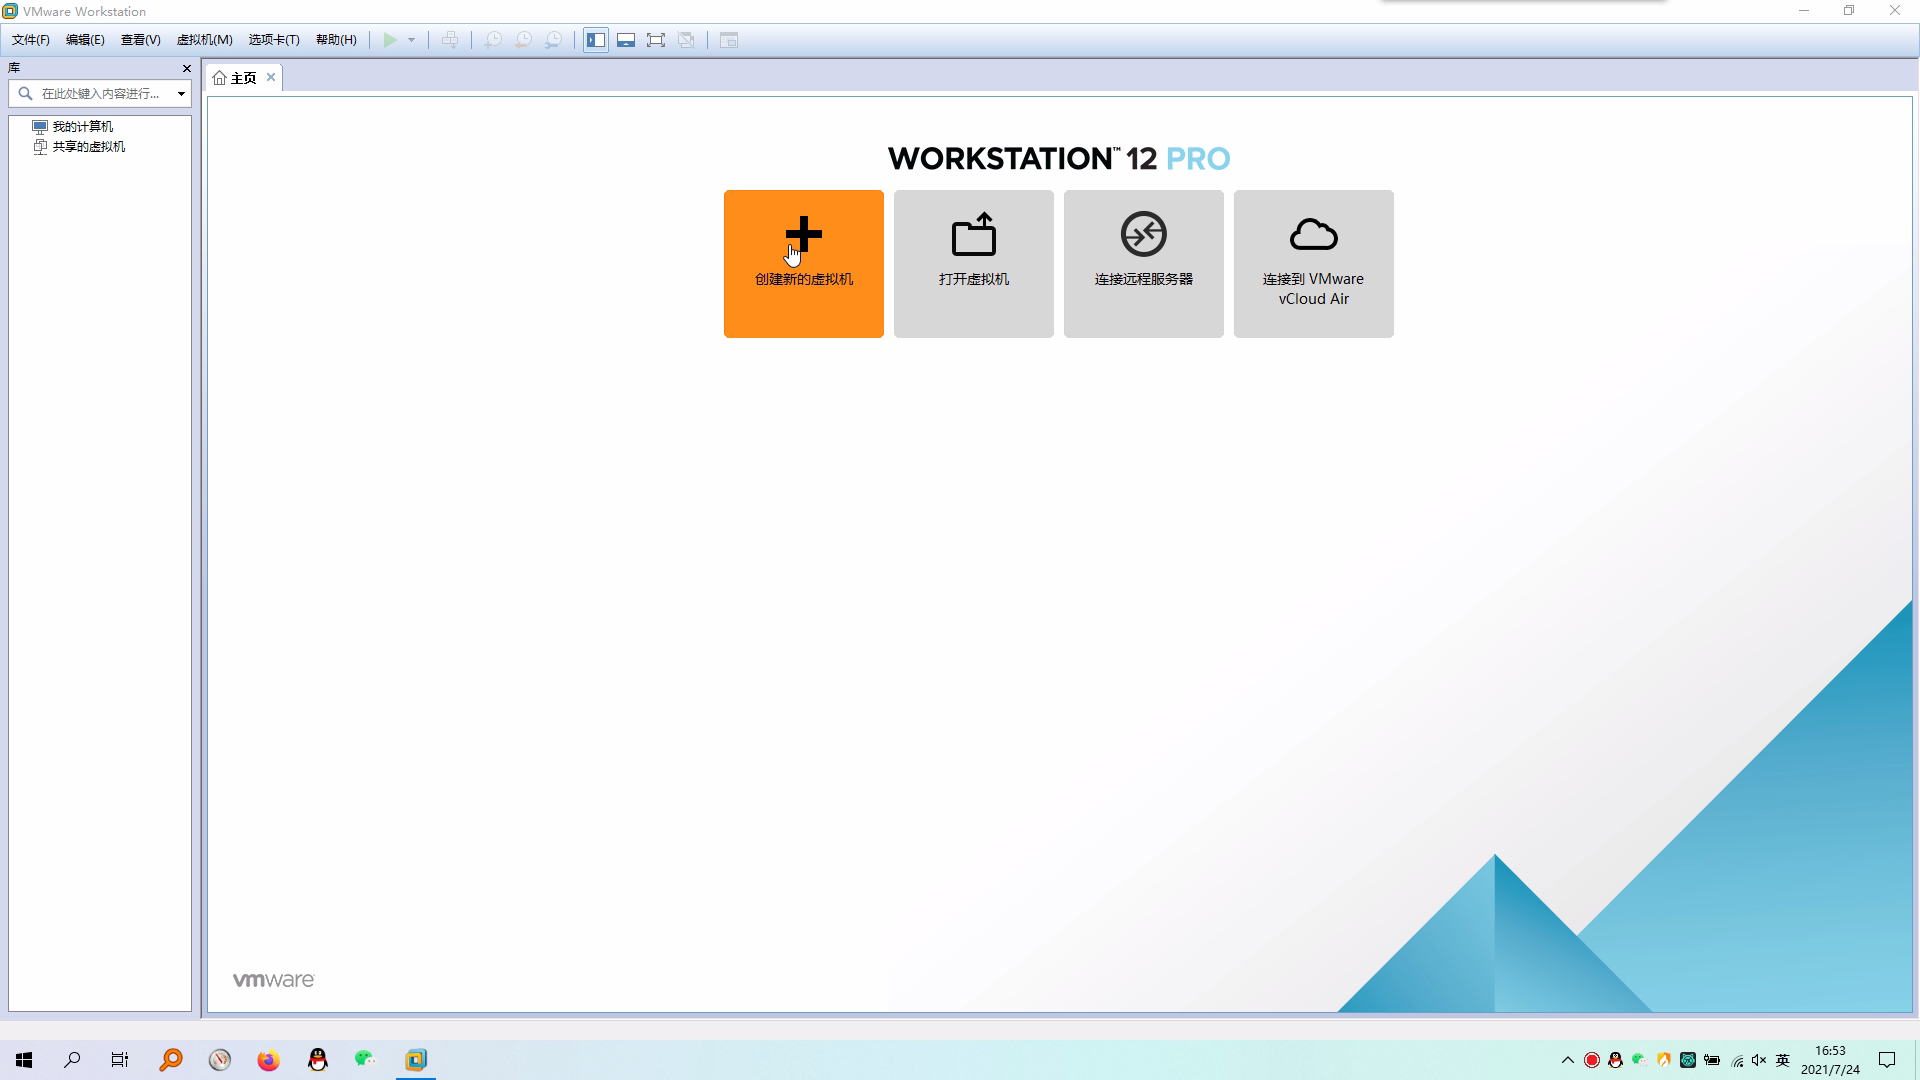 VMware Workstation
文件(F) 编辑(E) 查看(V) 虚拟机(M) 选项卡(T) 帮助(H)
库
主页
在此处键入内容进行...
我的计算机
共享的虚拟机
WORKSTATION™ 12 PRO
创建新的虚拟机
打开虚拟机
连接远程服务器
连接到 VMware
vCloud Air
vmware
英
16:53
2021/7/24